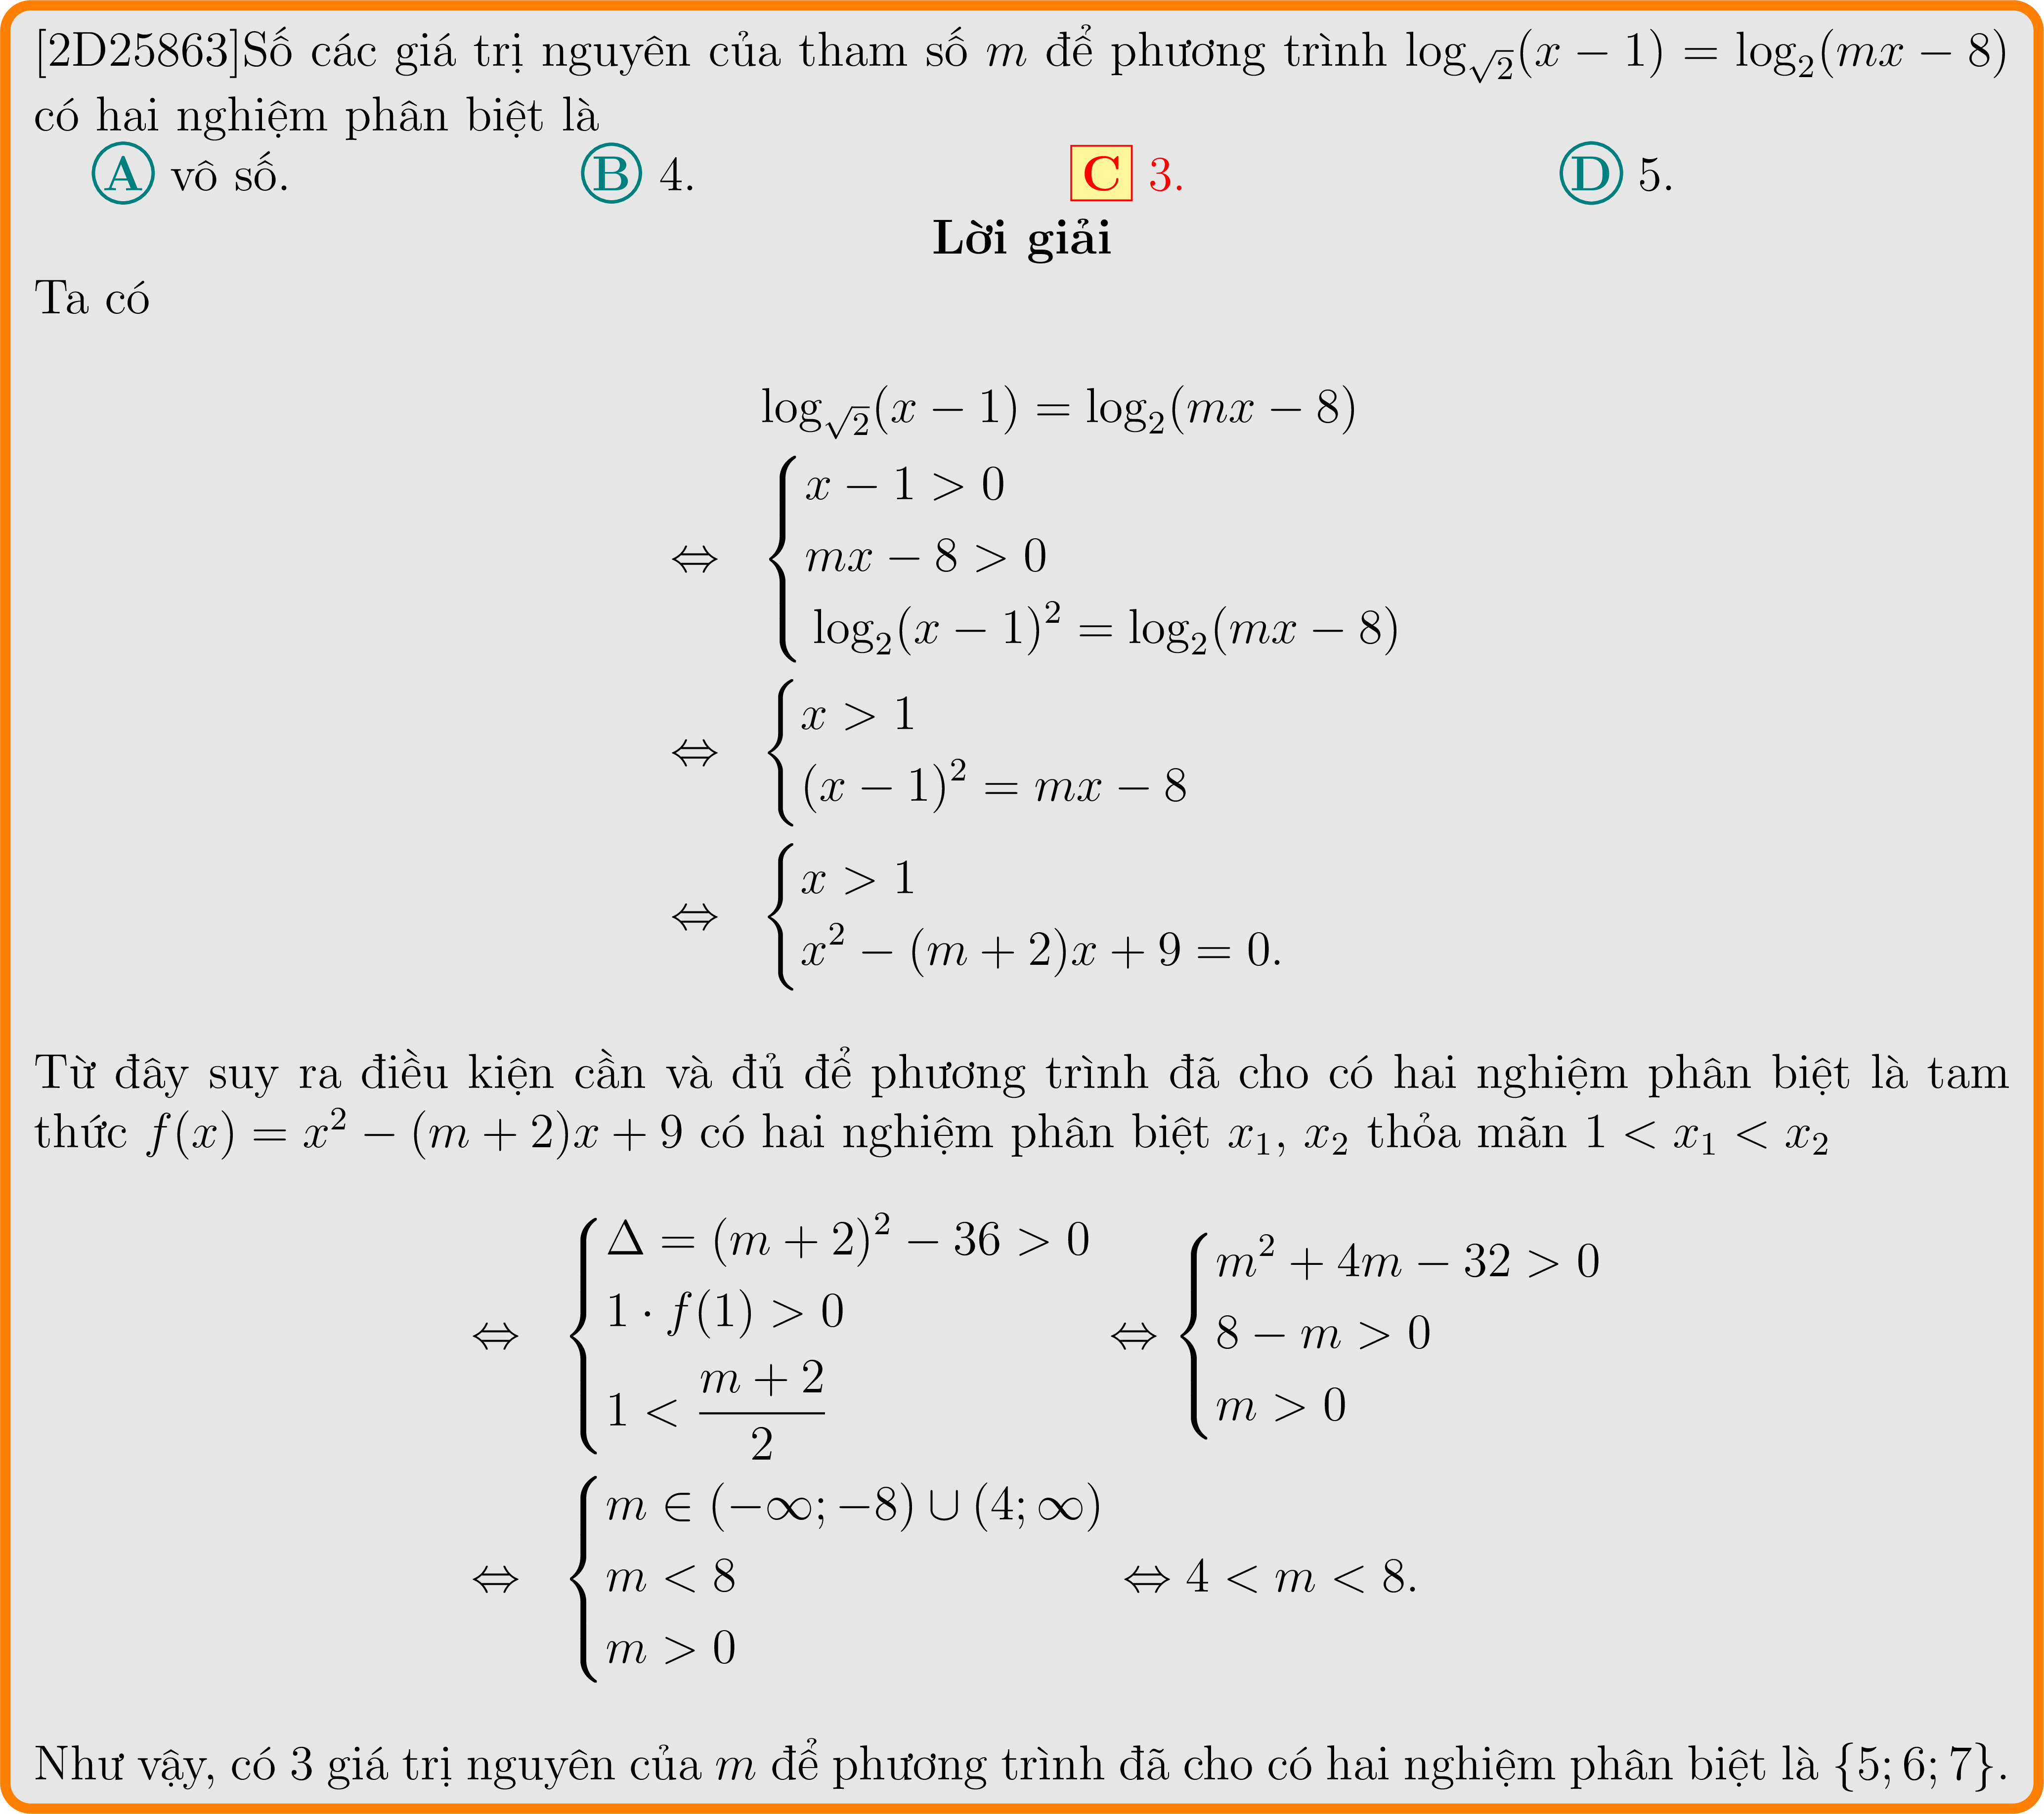 [2D25863]Số các giá trị nguyên của tham số $m$ để phương trình $\log_{\sqrt{2}}(x-1) = \log_2(mx-8)$
có hai nghiệm phân biệt là
A vô số. B 4. C 3. D 5.
Lời giải
Ta có
$\log_{\sqrt{2}}(x-1) = \log_2(mx-8)$
$\Leftrightarrow \begin{cases} x-1>0 \\ mx-8>0 \\ \log_2(x-1)^2 = \log_2(mx-8) \end{cases}$
$\Leftrightarrow \begin{cases} x>1 \\ (x-1)^2 = mx-8 \end{cases}$
$\Leftrightarrow \begin{cases} x>1 \\ x^2-(m+2)x+9=0. \end{cases}$
Từ đây suy ra điều kiện cần và đủ để phương trình đã cho có hai nghiệm phân biệt là tam
thức $f(x) = x^2-(m+2)x+9$ có hai nghiệm phân biệt $x_1$, $x_2$ thỏa mãn $1<x_1<x_2$
$\Leftrightarrow \begin{cases} \Delta = (m+2)^2-36>0 \\ 1 \cdot f(1)>0 \\ 1<\dfrac{m+2}{2} \end{cases} \Leftrightarrow \begin{cases} m^2+4m-32>0 \\ 8-m>0 \\ m>0 \end{cases}$
$\Leftrightarrow \begin{cases} m \in (-\infty;-8) \cup (4;\infty) \\ m<8 \\ m>0 \end{cases} \Leftrightarrow 4<m<8.$
Như vậy, có 3 giá trị nguyên của $m$ để phương trình đã cho có hai nghiệm phân biệt là $\{5;6;7\}$.